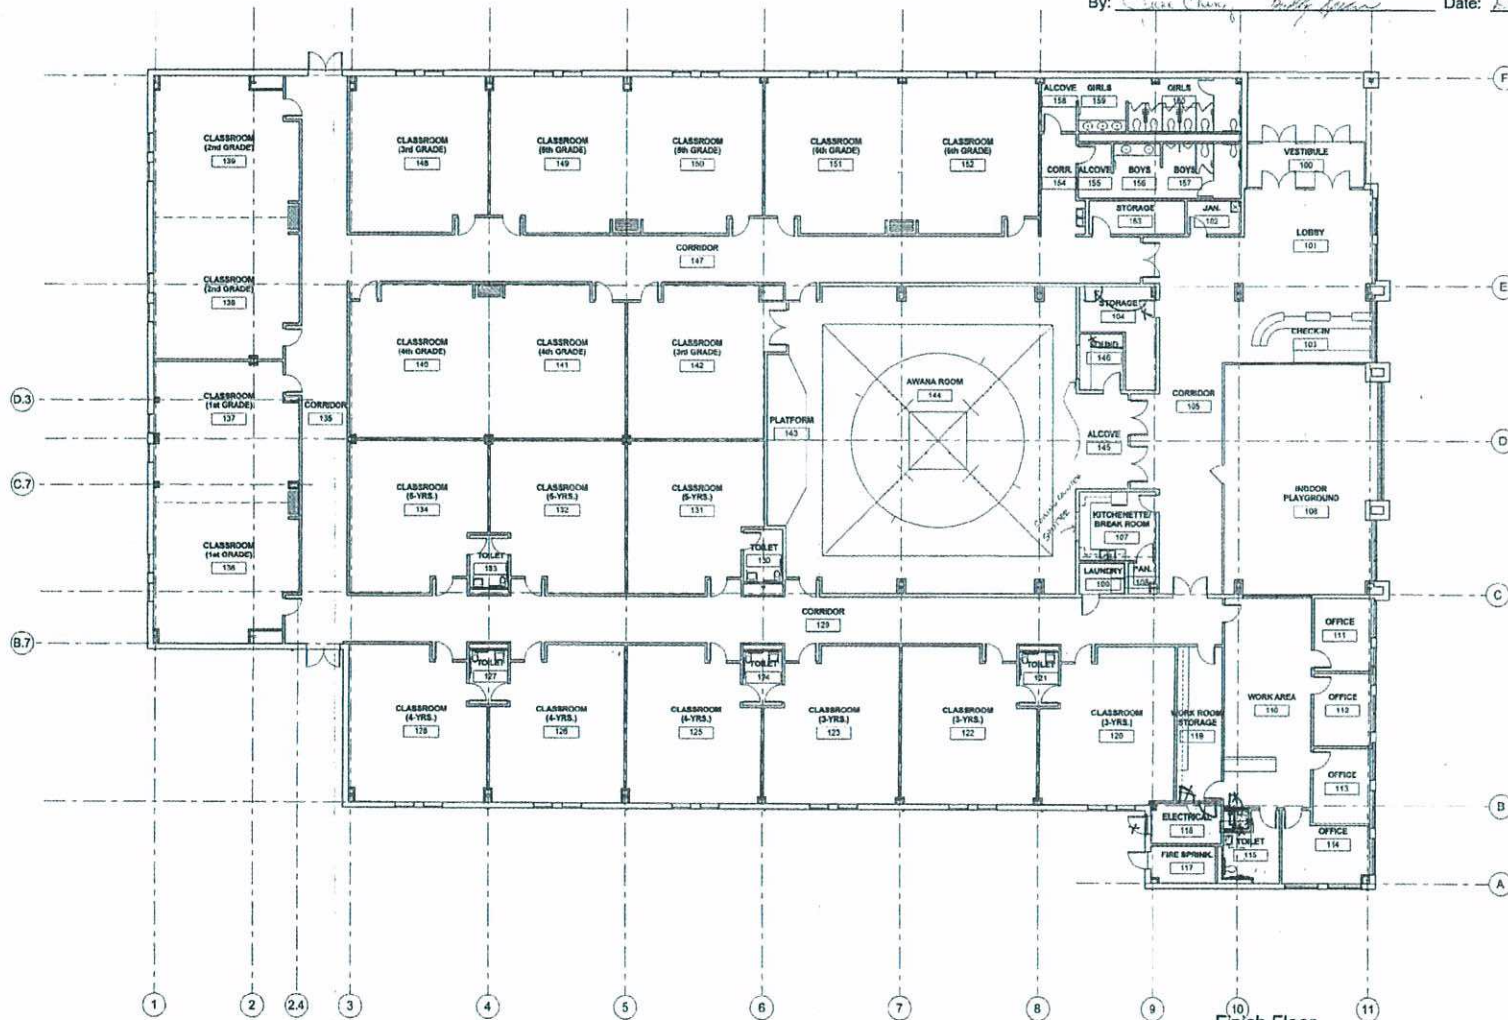 By:
Date:
F
ALCOVE
158
GIRLS
159
GIRLS
160
CLASSROOM
(2nd GRADE)
139
CLASSROOM
(3rd GRADE)
148
CLASSROOM
(5th GRADE)
149
CLASSROOM
(5th GRADE)
150
CLASSROOM
(6th GRADE)
151
CLASSROOM
(6th GRADE)
152
VESTIBULE
100
CORR.
154
ALCOVE
155
BOYS
156
BOYS
157
STORAGE
153
JAN.
102
LOBBY
101
CORRIDOR
147
E
CLASSROOM
(2nd GRADE)
138
STORAGE
104
CHECK-IN
103
CLASSROOM
(4th GRADE)
140
CLASSROOM
(4th GRADE)
141
CLASSROOM
(3rd GRADE)
142
SOUND
146
AWANA ROOM
144
D.3
CLASSROOM
(1st GRADE)
137
CORRIDOR
135
CORRIDOR
105
PLATFORM
143
ALCOVE
145
D
C.7
CLASSROOM
(5-YRS.)
134
CLASSROOM
(5-YRS.)
132
CLASSROOM
(5-YRS.)
131
INDOOR
PLAYGROUND
106
KITCHENETTE/
BREAK ROOM
107
CLASSROOM
(1st GRADE)
136
TOILET
133
TOILET
130
LAUNDRY
109
JAN.
108
C
CORRIDOR
129
OFFICE
111
B.7
TOILET
127
TOILET
124
TOILET
121
WORK AREA
110
OFFICE
112
CLASSROOM
(4-YRS.)
128
CLASSROOM
(4-YRS.)
126
CLASSROOM
(4-YRS.)
125
CLASSROOM
(3-YRS.)
123
CLASSROOM
(3-YRS.)
122
CLASSROOM
(3-YRS.)
120
WORK ROOM/
STORAGE
119
OFFICE
113
B
ELECTRICAL
118
TOILET
115
OFFICE
114
FIRE SPRINK.
117
A
1
2
2.4
3
4
5
6
7
8
9
10
11
Finish Floor